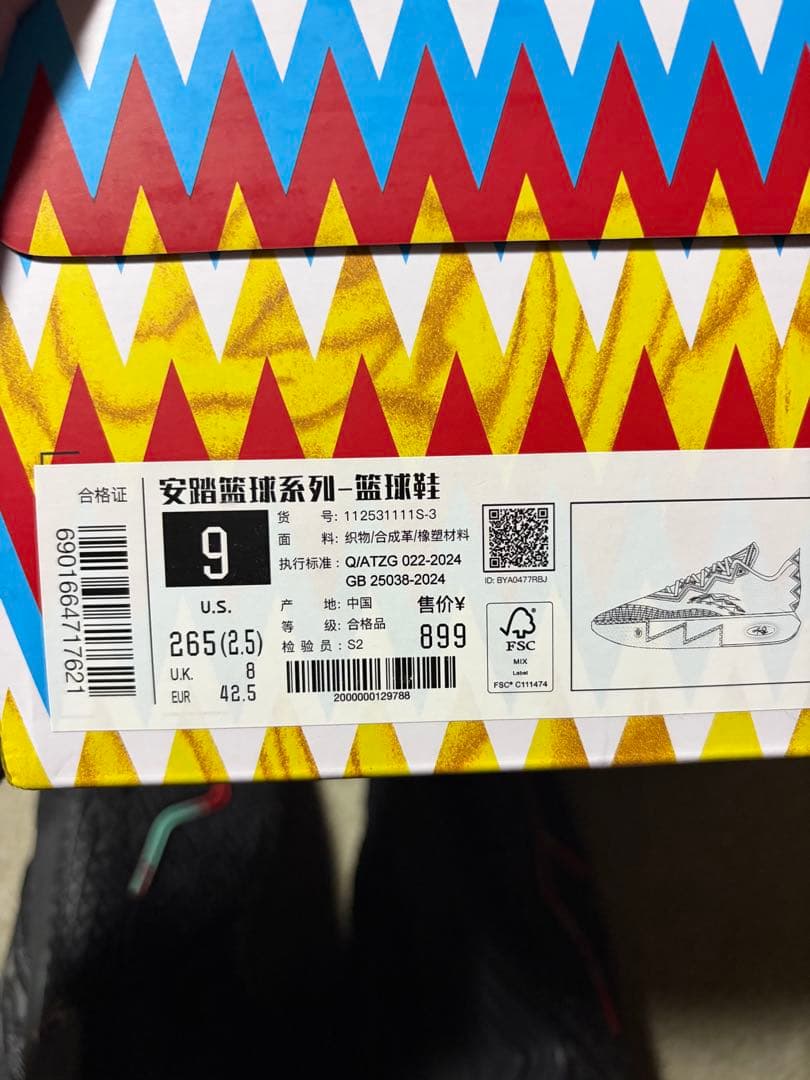 合格证
6901664717621
安踏篮球系列-篮球鞋
9
U.S.
265(2.5)
U.K. 8
EUR 42.5
货 号: 112531111S-3
面 料: 织物/合成革/橡塑材料
执行标准: Q/ATZG 022-2024
GB 25038-2024
产 地: 中国
等 级: 合格品
检 验 员: S2
售价¥
899
2000000129788
ID: BYA0477RBJ
FSC
MIX
Label
FSC® C111474